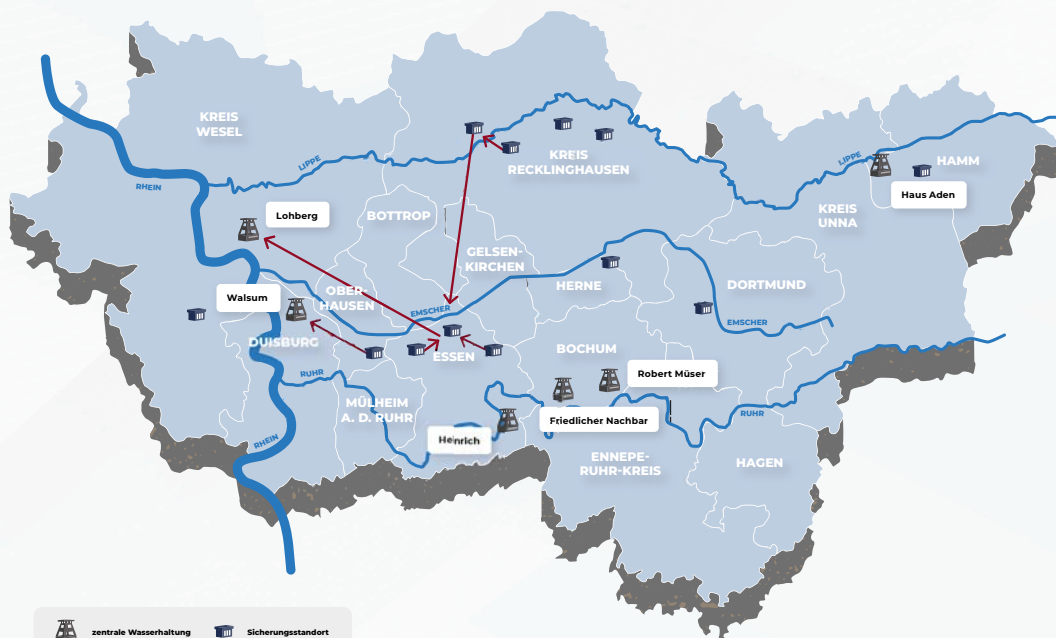 KREIS
WESEL
LIPPE
RHEIN
KREIS
RECKLINGHAUSEN
LIPPE
HAMM
Haus Aden
KREIS
UNNA
Lohberg
BOTTROP
GELSEN-
KIRCHEN
HERNE
DORTMUND
Walsum
OBER-
HAUSEN
EMSCHER
EMSCHER
DUISBURG
ESSEN
BOCHUM
Robert Müser
RUHR
MÜLHEIM
A. D. RUHR
Friedlicher Nachbar
RUHR
Heinrich
RHEIN
ENNEPE-
RUHR-KREIS
HAGEN
zentrale Wasserhaltung
Sicherungsstandort